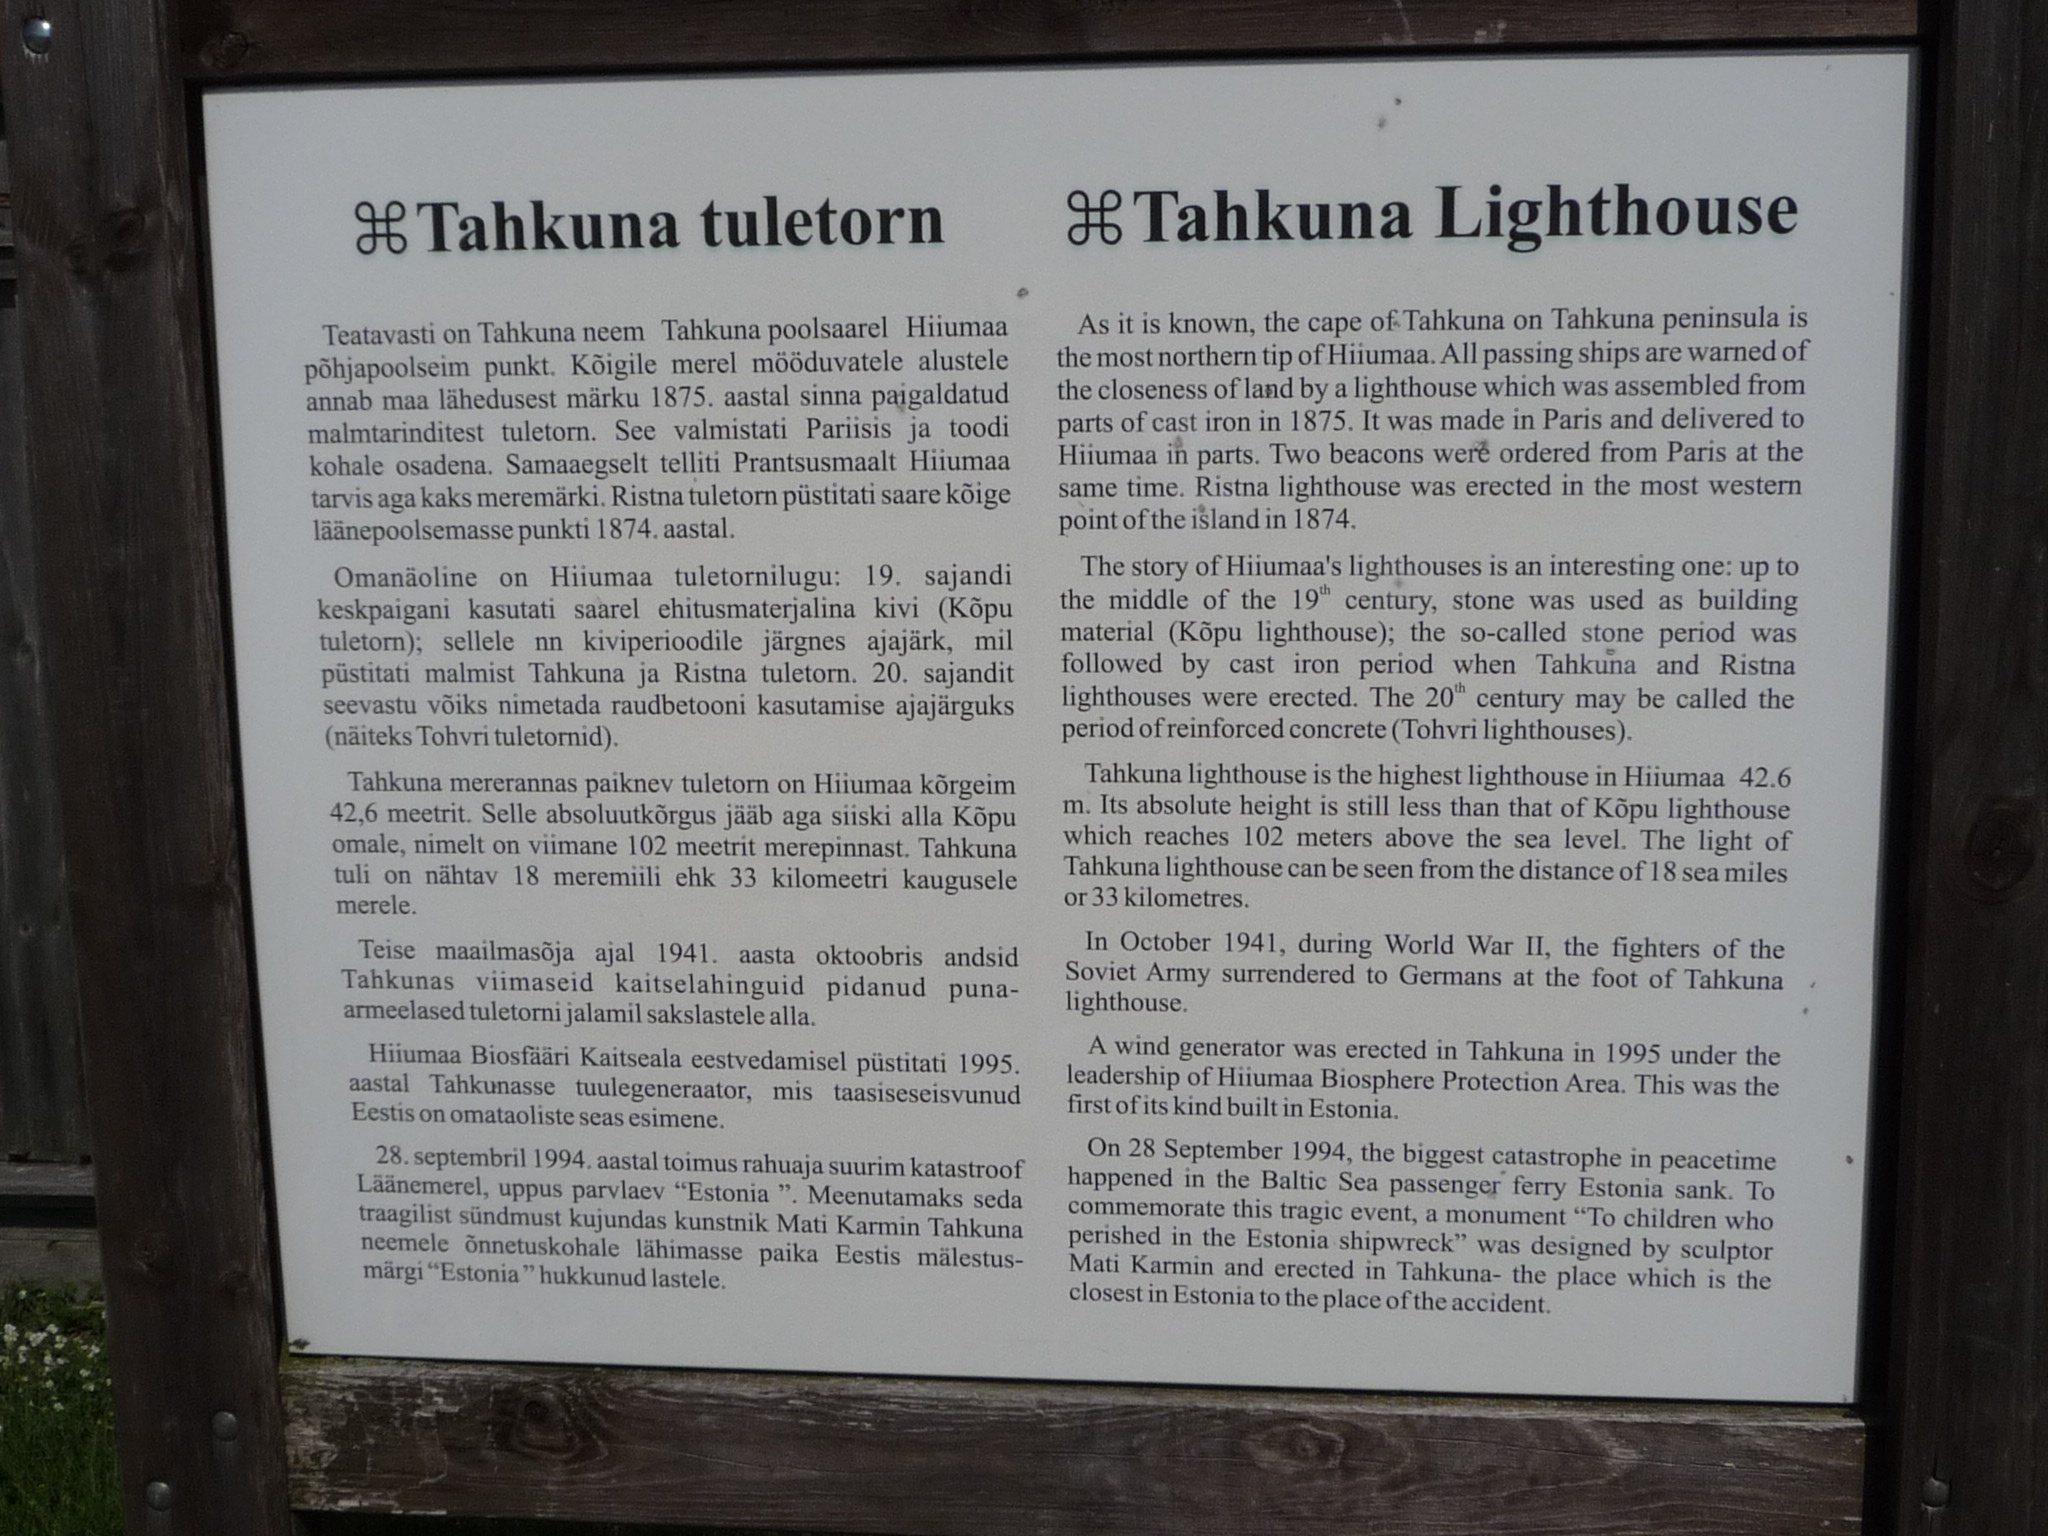 ⌘Tahkuna tuletorn
Teatavasti on Tahkuna neem Tahkuna poolsaarel Hiiumaa
põhjapoolseim punkt. Kõigile merel mööduvatele alustele
annab maa lähedusest märku 1875. aastal sinna paigaldatud
malmtarinditest tuletorn. See valmistati Pariisis ja toodi
kohale osadena. Samaaegselt telliti Prantsusmaalt Hiiumaa
tarvis aga kaks meremärki. Ristna tuletorn püstitati saare kõige
läänepoolsemasse punkti 1874. aastal.
Omanäoline on Hiiumaa tuletornilugu: 19. sajandi
keskpaigani kasutati saarel ehitusmaterjalina kivi (Kõpu
tuletorn); sellele nn kiviperioodile järgnes ajajärk, mil
püstitati malmist Tahkuna ja Ristna tuletorn. 20. sajandit
seevastu võiks nimetada raudbetooni kasutamise ajajärguks
(näiteks Tohvri tuletornid).
Tahkuna mererannas paiknev tuletorn on Hiiumaa kõrgeim
42,6 meetrit. Selle absoluutkõrgus jääb aga siiski alla Kõpu
omale, nimelt on viimane 102 meetrit merepinnast. Tahkuna
tuli on nähtav 18 meremiili ehk 33 kilomeetri kaugusele
merele.
Teise maailmasõja ajal 1941. aasta oktoobris andsid
Tahkunas viimaseid kaitselahinguid pidanud puna-
armeelased tuletorni jalamil sakslastele alla.
Hiiumaa Biosfääri Kaitseala eestvedamisel püstitati 1995.
aastal Tahkunasse tuulegeneraator, mis taasiseseisvunud
Eestis on omataoliste seas esimene.
28. septembril 1994. aastal toimus rahuaja suurim katastroof
Läänemerel, uppus parvlaev “Estonia ”. Meenutamaks seda
traagilist sündmust kujundas kunstnik Mati Karmin Tahkuna
neemele õnnetuskohale lähimasse paika Eestis mälestus-
märgi “Estonia ” hukkunud lastele.
⌘Tahkuna Lighthouse
As it is known, the cape of Tahkuna on Tahkuna peninsula is
the most northern tip of Hiiumaa. All passing ships are warned of
the closeness of land by a lighthouse which was assembled from
parts of cast iron in 1875. It was made in Paris and delivered to
Hiiumaa in parts. Two beacons were ordered from Paris at the
same time. Ristna lighthouse was erected in the most western
point of the island in 1874.
The story of Hiiumaa's lighthouses is an interesting one: up to
the middle of the 19th century, stone was used as building
material (Kõpu lighthouse); the so-called stone period was
followed by cast iron period when Tahkuna and Ristna
lighthouses were erected. The 20th century may be called the
period of reinforced concrete (Tohvri lighthouses).
Tahkuna lighthouse is the highest lighthouse in Hiiumaa 42.6
m. Its absolute height is still less than that of Kõpu lighthouse
which reaches 102 meters above the sea level. The light of
Tahkuna lighthouse can be seen from the distance of 18 sea miles
or 33 kilometres.
In October 1941, during World War II, the fighters of the
Soviet Army surrendered to Germans at the foot of Tahkuna
lighthouse.
A wind generator was erected in Tahkuna in 1995 under the
leadership of Hiiumaa Biosphere Protection Area. This was the
first of its kind built in Estonia.
On 28 September 1994, the biggest catastrophe in peacetime
happened in the Baltic Sea passenger ferry Estonia sank. To
commemorate this tragic event, a monument “To children who
perished in the Estonia shipwreck” was designed by sculptor
Mati Karmin and erected in Tahkuna- the place which is the
closest in Estonia to the place of the accident.